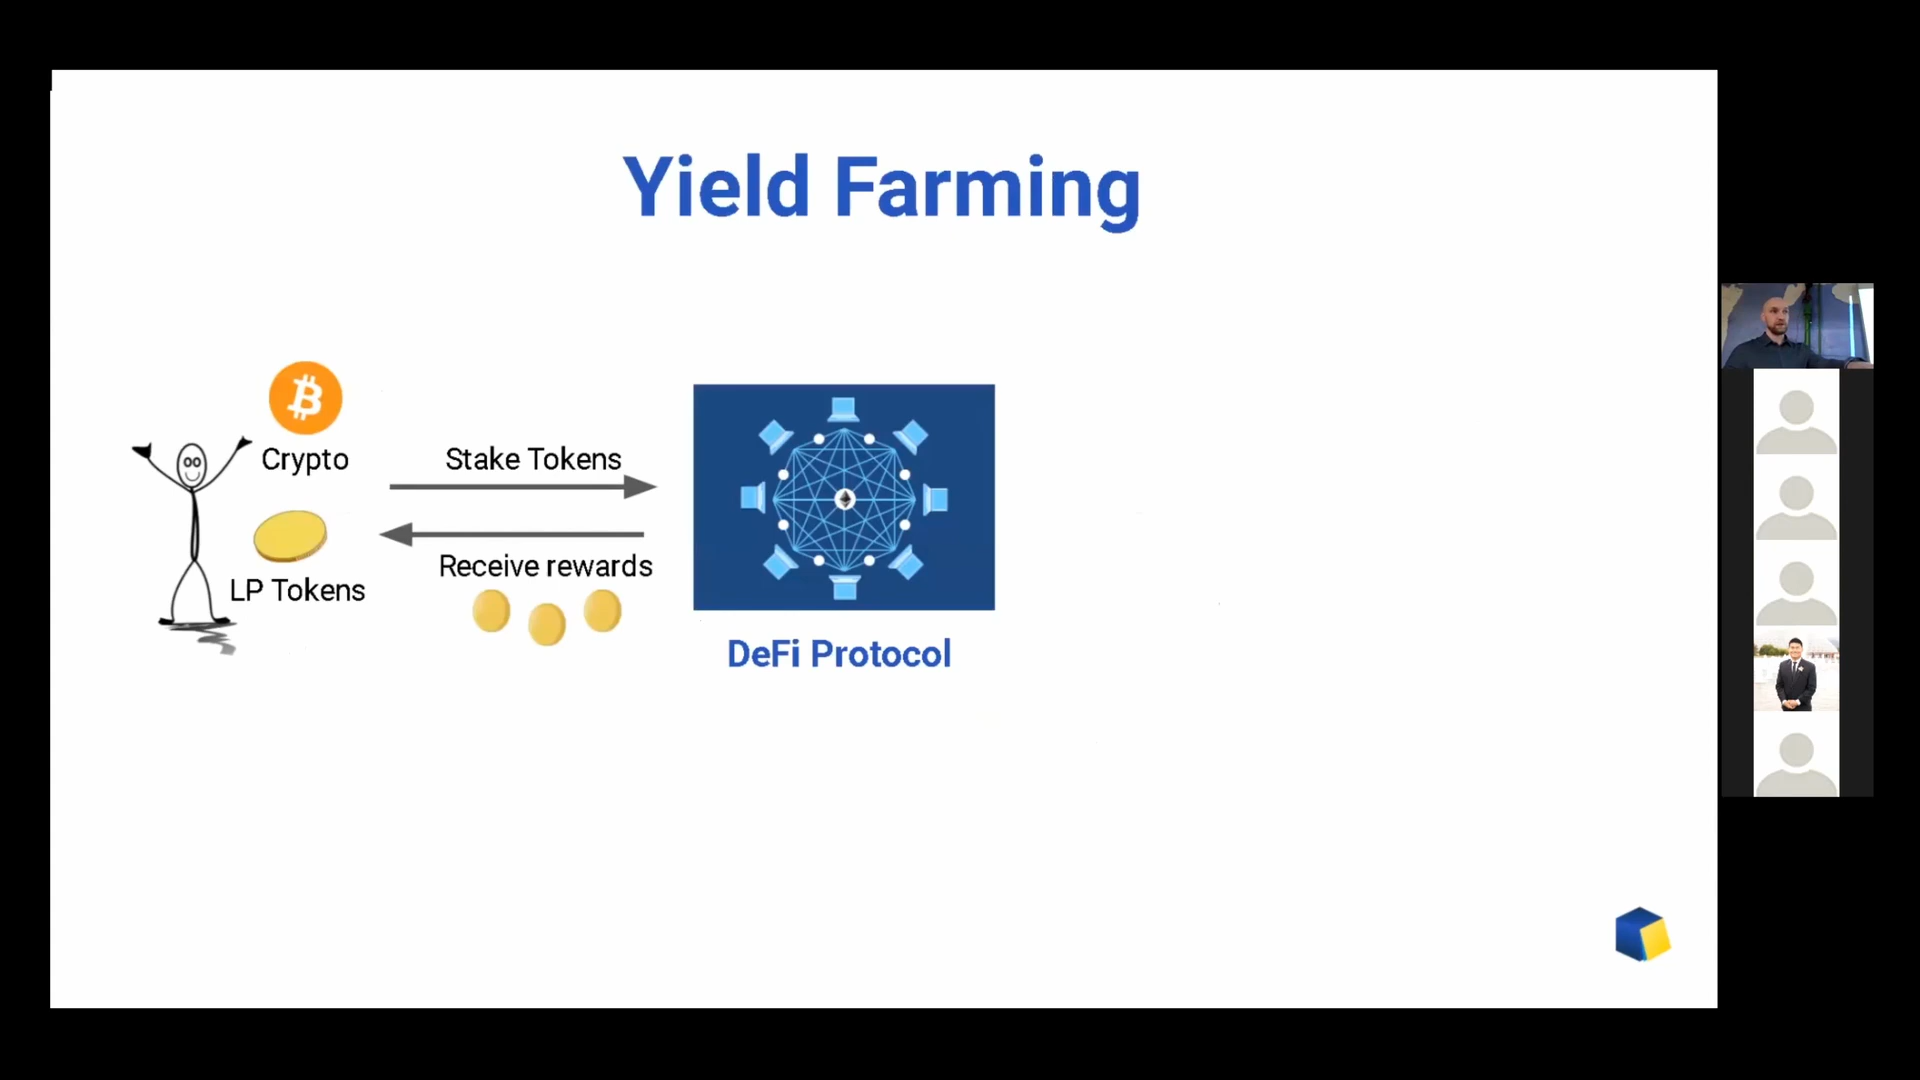 Yield Farming
Crypto
Stake Tokens
Receive rewards
LP Tokens
DeFi Protocol